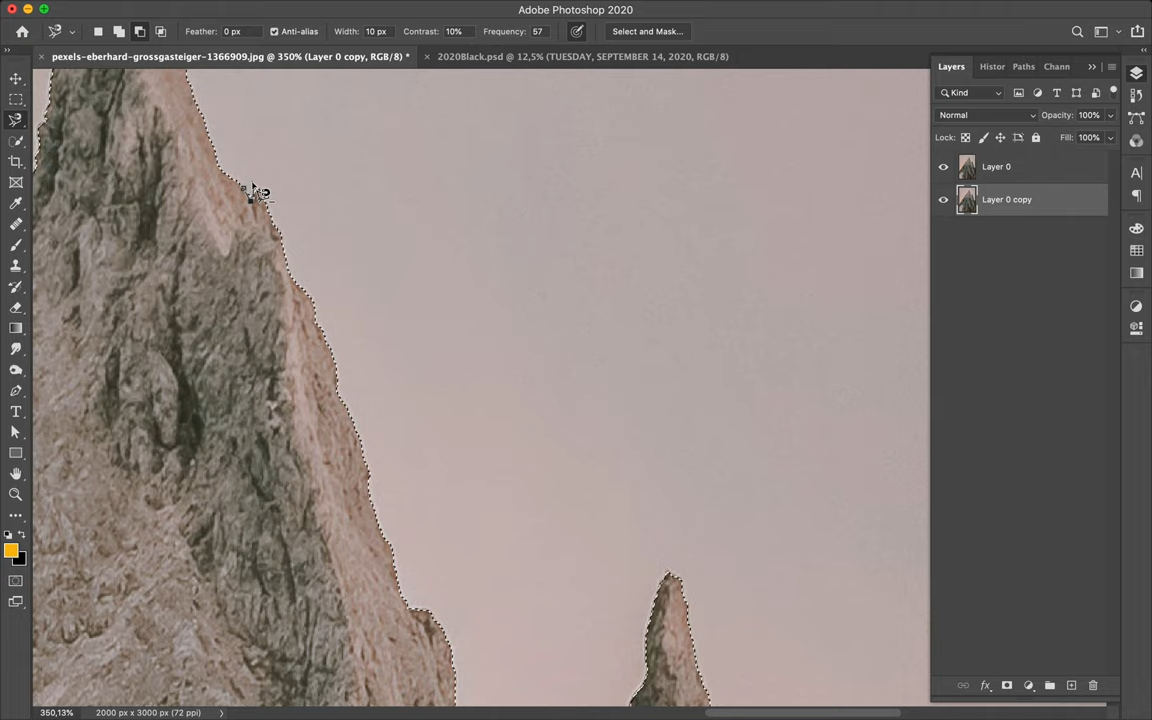 Adobe Photoshop 2020
Feather: 0 px Anti-alias Width: 10 px Contrast: 10% Frequency: 57 Select and Mask...
pexels-eberhard-grossgasteiger-1366909.jpg @ 350% (Layer 0 copy, RGB/8) * 2020Black.psd @ 12,5% (TUESDAY, SEPTEMBER 14, 2020, RGB/8)
Layers Histor Paths Chann
Kind
Normal Opacity: 100%
Lock: Fill: 100%
Layer 0
Layer 0 copy
350,13% 2000 px x 3000 px (72 ppi)